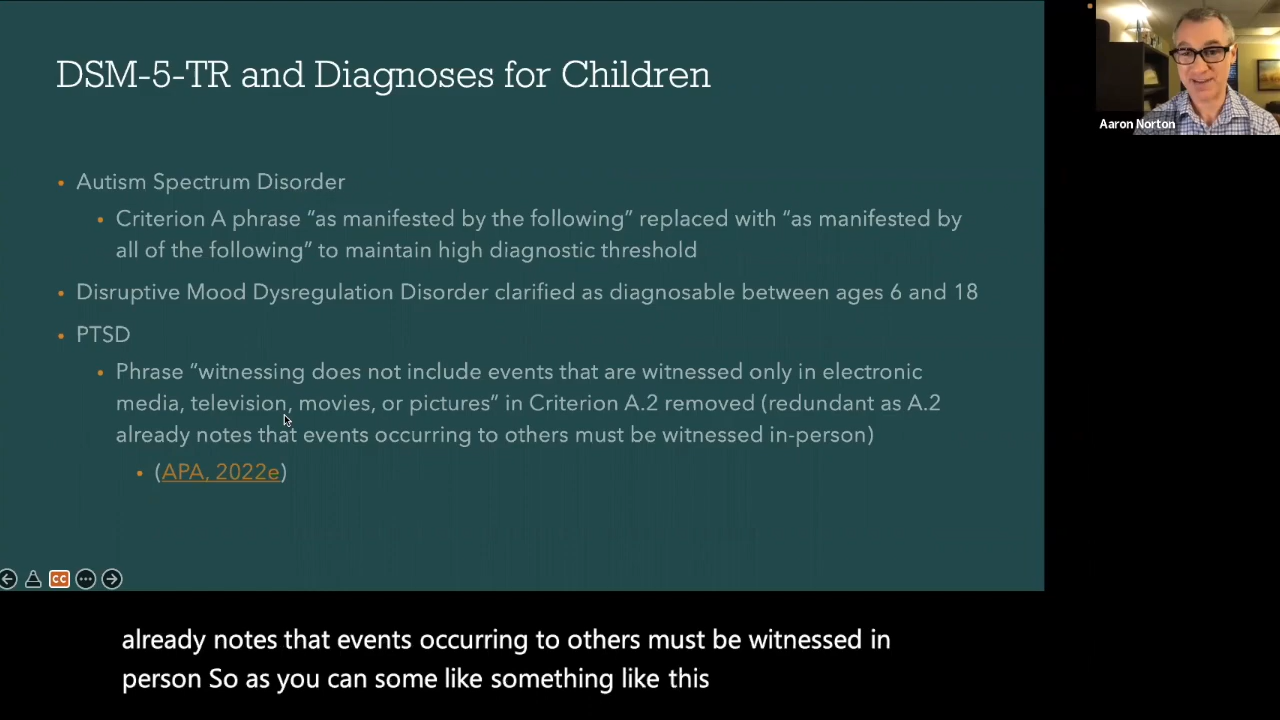 DSM-5-TR and Diagnoses for Children
Aaron Norton
• Autism Spectrum Disorder
• Criterion A phrase “as manifested by the following” replaced with “as manifested by
all of the following” to maintain high diagnostic threshold
• Disruptive Mood Dysregulation Disorder clarified as diagnosable between ages 6 and 18
• PTSD
• Phrase “witnessing does not include events that are witnessed only in electronic
media, television, movies, or pictures” in Criterion A.2 removed (redundant as A.2
already notes that events occurring to others must be witnessed in-person)
• (APA, 2022e)
CC
already notes that events occurring to others must be witnessed in
person So as you can some like something like this